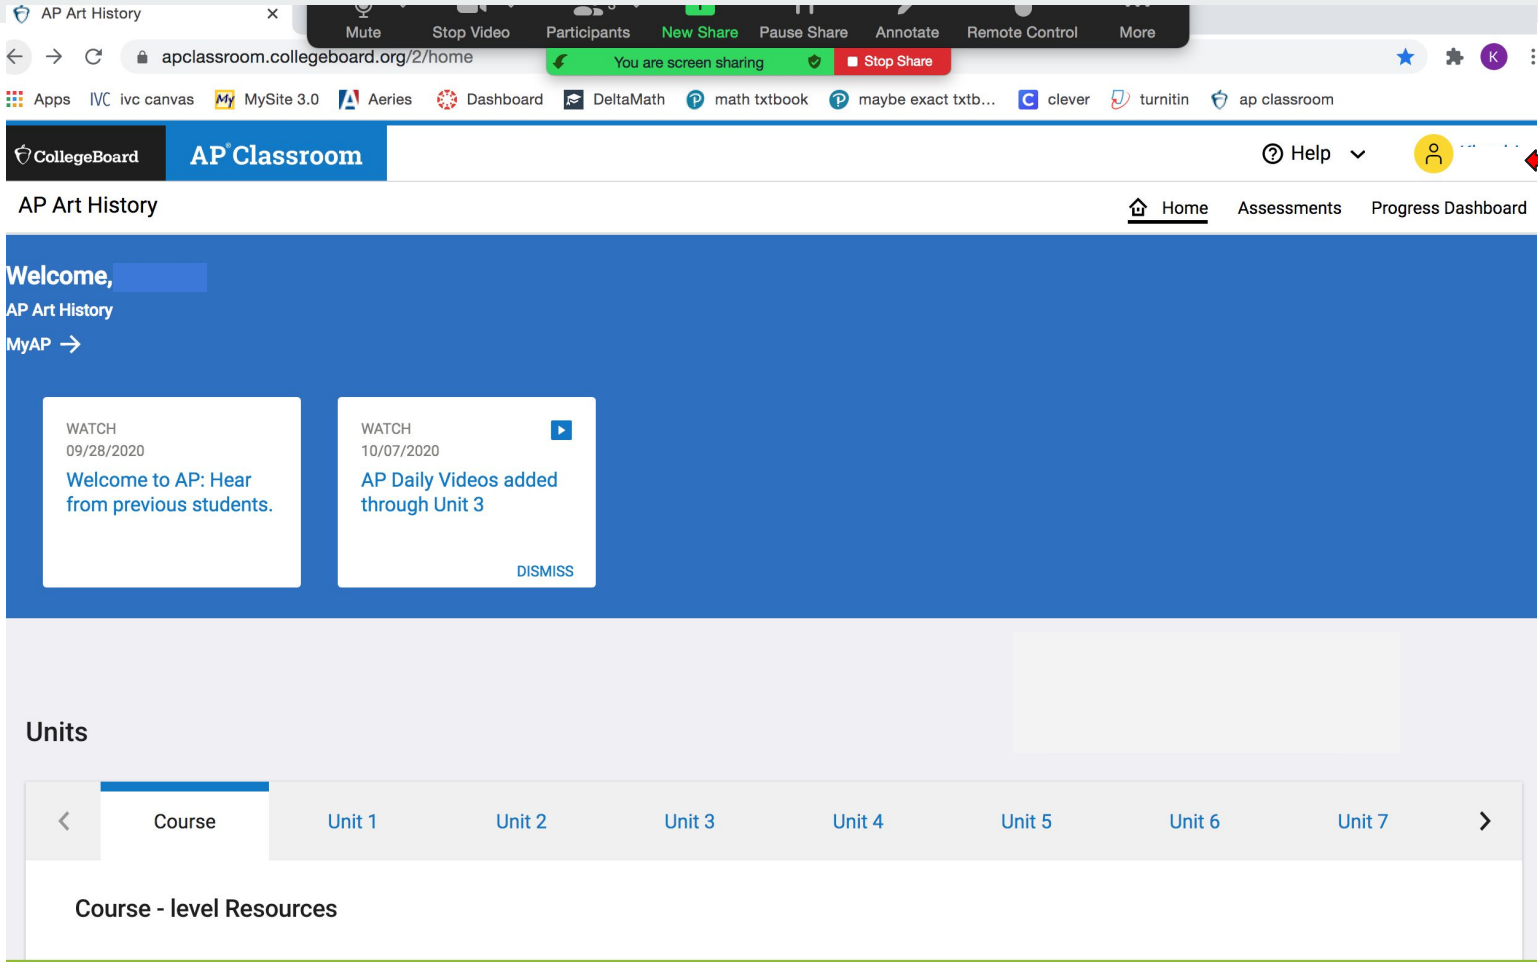 AP Art History
Mute Stop Video Participants New Share Pause Share Annotate Remote Control More
apclassroom.collegeboard.org/2/home
You are screen sharing Stop Share
K
Apps IVC ivc canvas My MySite 3.0 Aeries Dashboard DeltaMath math txtbook maybe exact txtb... C clever turnitin ap classroom
CollegeBoard AP® Classroom Help
AP Art History Home Assessments Progress Dashboard
Welcome,
AP Art History
MyAP →
WATCH
09/28/2020
Welcome to AP: Hear
from previous students.
WATCH
10/07/2020
AP Daily Videos added
through Unit 3
DISMISS
Units
Course Unit 1 Unit 2 Unit 3 Unit 4 Unit 5 Unit 6 Unit 7
Course - level Resources